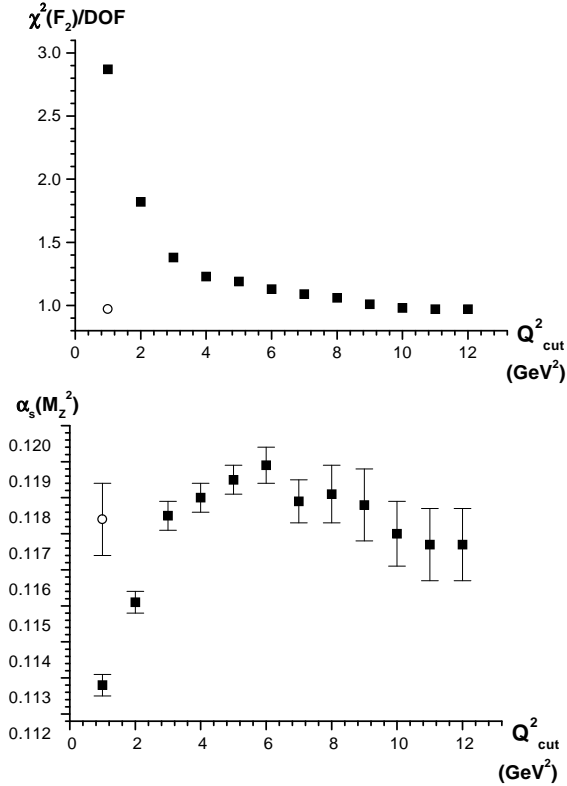 χ²(F₂)/DOF
3.0
2.5
2.0
1.5
1.0
0 2 4 6 8 10 12
Q²cut
(GeV²)
αs(MZ²)
0.120
0.119
0.118
0.117
0.116
0.115
0.114
0.113
0.112
0 2 4 6 8 10 12
Q²cut
(GeV²)